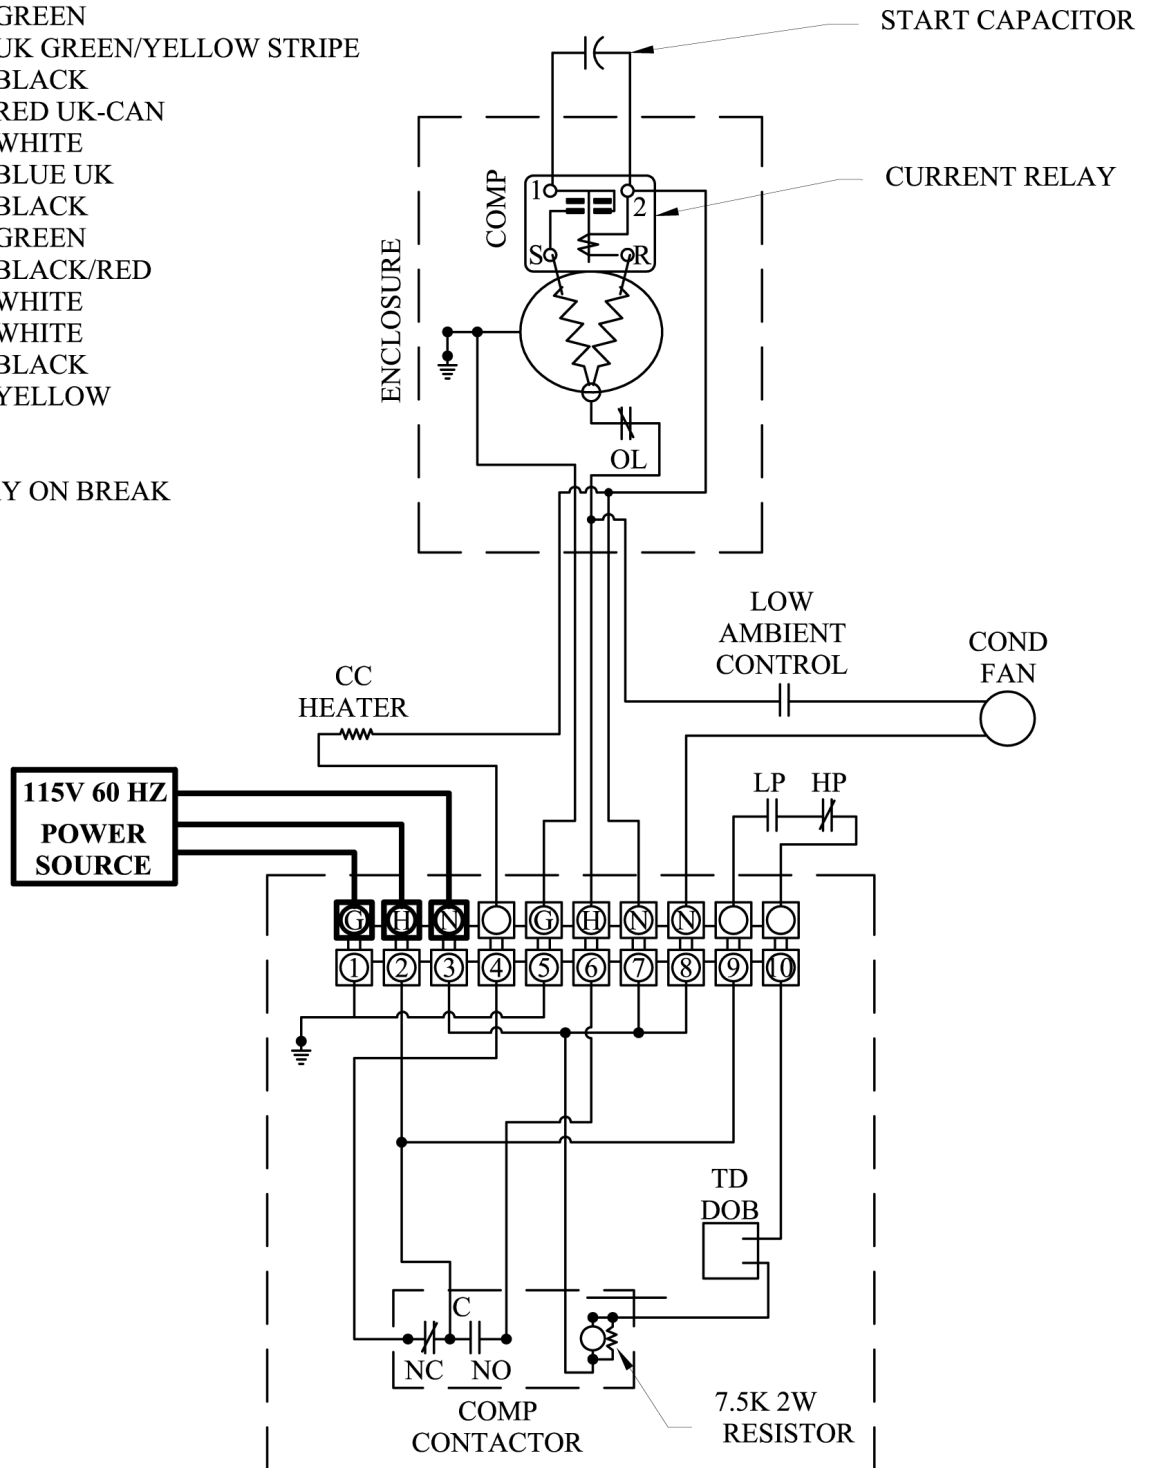 GREEN
UK GREEN/YELLOW STRIPE
BLACK
RED UK-CAN
WHITE
BLUE UK
BLACK
GREEN
BLACK/RED
WHITE
WHITE
BLACK
YELLOW
Y ON BREAK
START CAPACITOR
CURRENT RELAY
COMP
1
2
S
R
ENCLOSURE
OL
LOW
AMBIENT
CONTROL
COND
FAN
CC
HEATER
LP HP
115V 60 HZ
POWER
SOURCE
G H N G H N N
1 2 3 4 5 6 7 8 9 10
TD
DOB
C
NC NO
COMP
CONTACTOR
7.5K 2W
RESISTOR